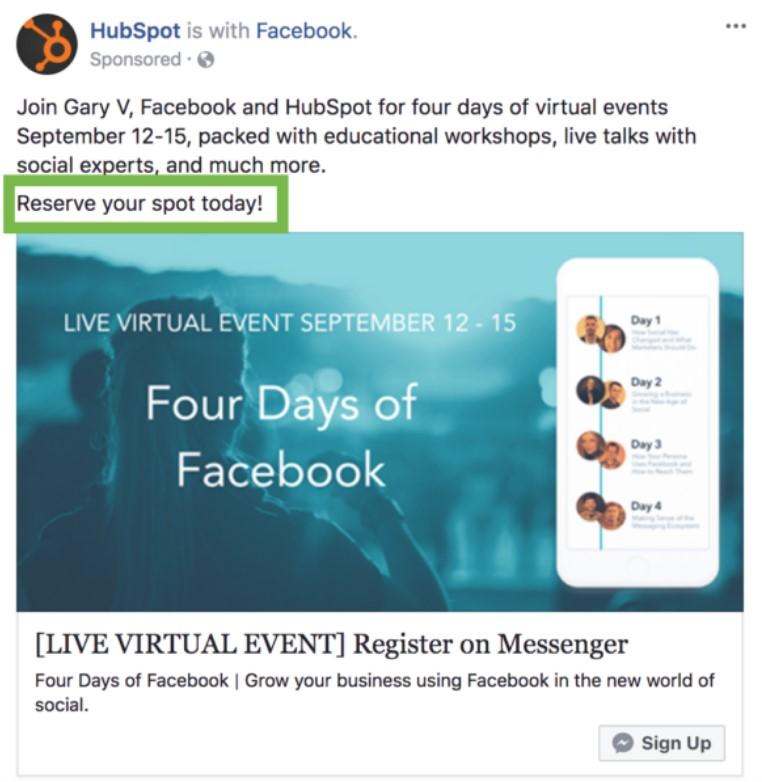 HubSpot is with Facebook.
Sponsored ·
Join Gary V, Facebook and HubSpot for four days of virtual events
September 12-15, packed with educational workshops, live talks with
social experts, and much more.
Reserve your spot today!
LIVE VIRTUAL EVENT SEPTEMBER 12 - 15
Four Days of
Facebook
Day 1
How Social Has
Changed and What
Marketers Should Do
Day 2
Growing a Business
in the New Age of
Social
Day 3
How Your Persona
Uses Facebook and
How to Reach Them
Day 4
Making Sense of the
Messaging Ecosystem
[LIVE VIRTUAL EVENT] Register on Messenger
Four Days of Facebook | Grow your business using Facebook in the new world of
social.
Sign Up